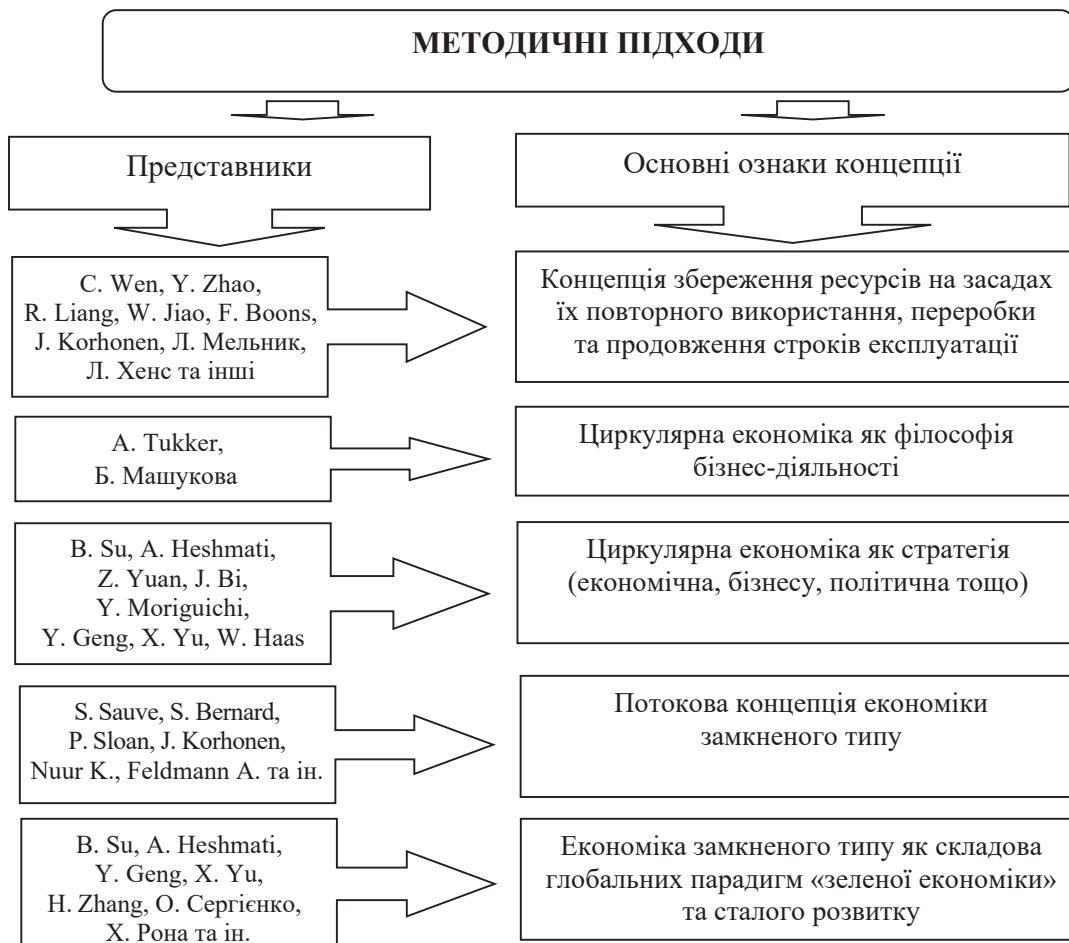 МЕТОДИЧНІ ПІДХОДИ
Представники
Основні ознаки концепції
C. Wen, Y. Zhao,
R. Liang, W. Jiao, F. Boons,
J. Korhonen, Л. Мельник,
Л. Хенс та інші
Концепція збереження ресурсів на засадах
їх повторного використання, переробки
та продовження строків експлуатації
A. Tukker,
Б. Машукова
Циркулярна економіка як філософія
бізнес-діяльності
B. Su, A. Heshmati,
Z. Yuan, J. Bi,
Y. Moriguichi,
Y. Geng, X. Yu, W. Haas
Циркулярна економіка як стратегія
(економічна, бізнесу, політична тощо)
S. Sauve, S. Bernard,
P. Sloan, J. Korhonen,
Nuur K., Feldmann A. та ін.
Потокова концепція економіки
замкненого типу
B. Su, A. Heshmati,
Y. Geng, X. Yu,
H. Zhang, О. Сергієнко,
Х. Рона та ін.
Економіка замкненого типу як складова
глобальних парадигм «зеленої економіки»
та сталого розвитку